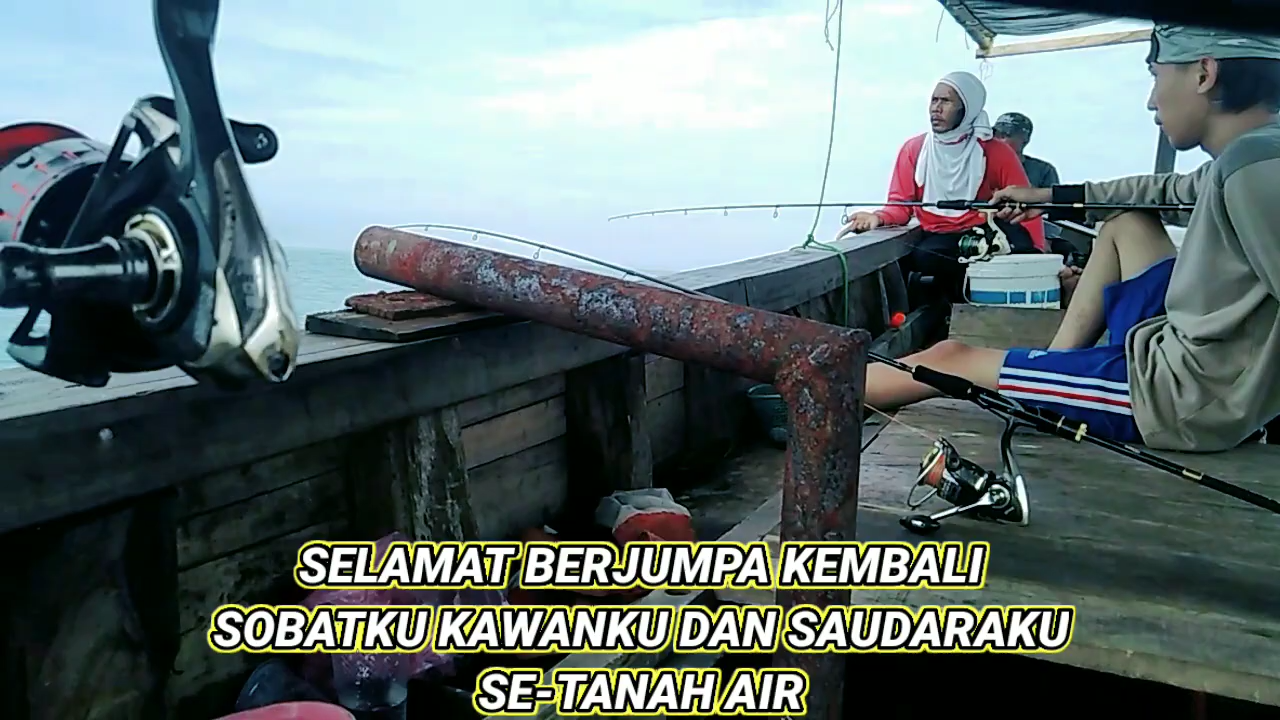 SELAMAT BERJUMPA KEMBALI
SOBATKU KAWANKU DAN SAUDARAKU
SE-TANAH AIR